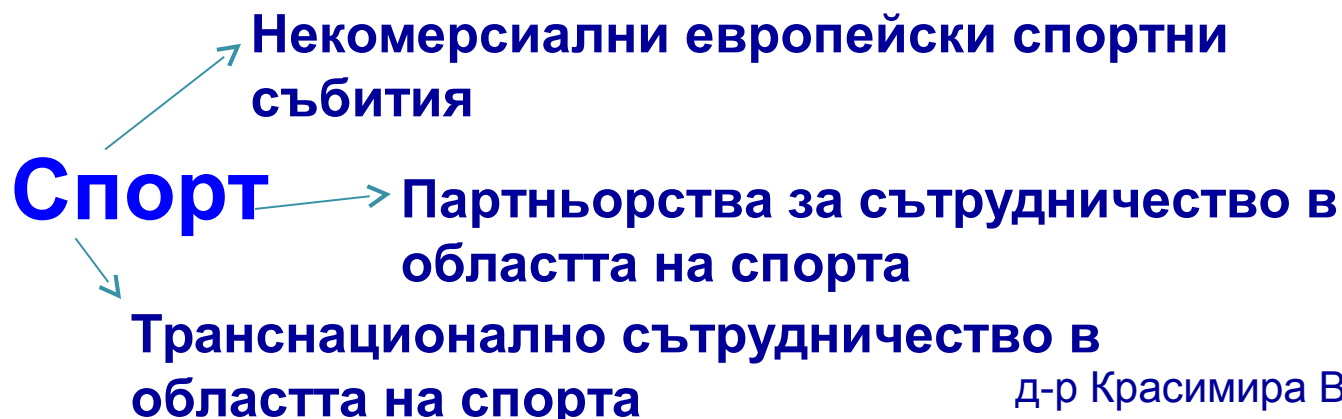 Некомерсиални европейски спортни
събития
Спорт
Партньорства за сътрудничество в
областта на спорта
Транснационално сътрудничество в
областта на спорта
д-р Красимира В